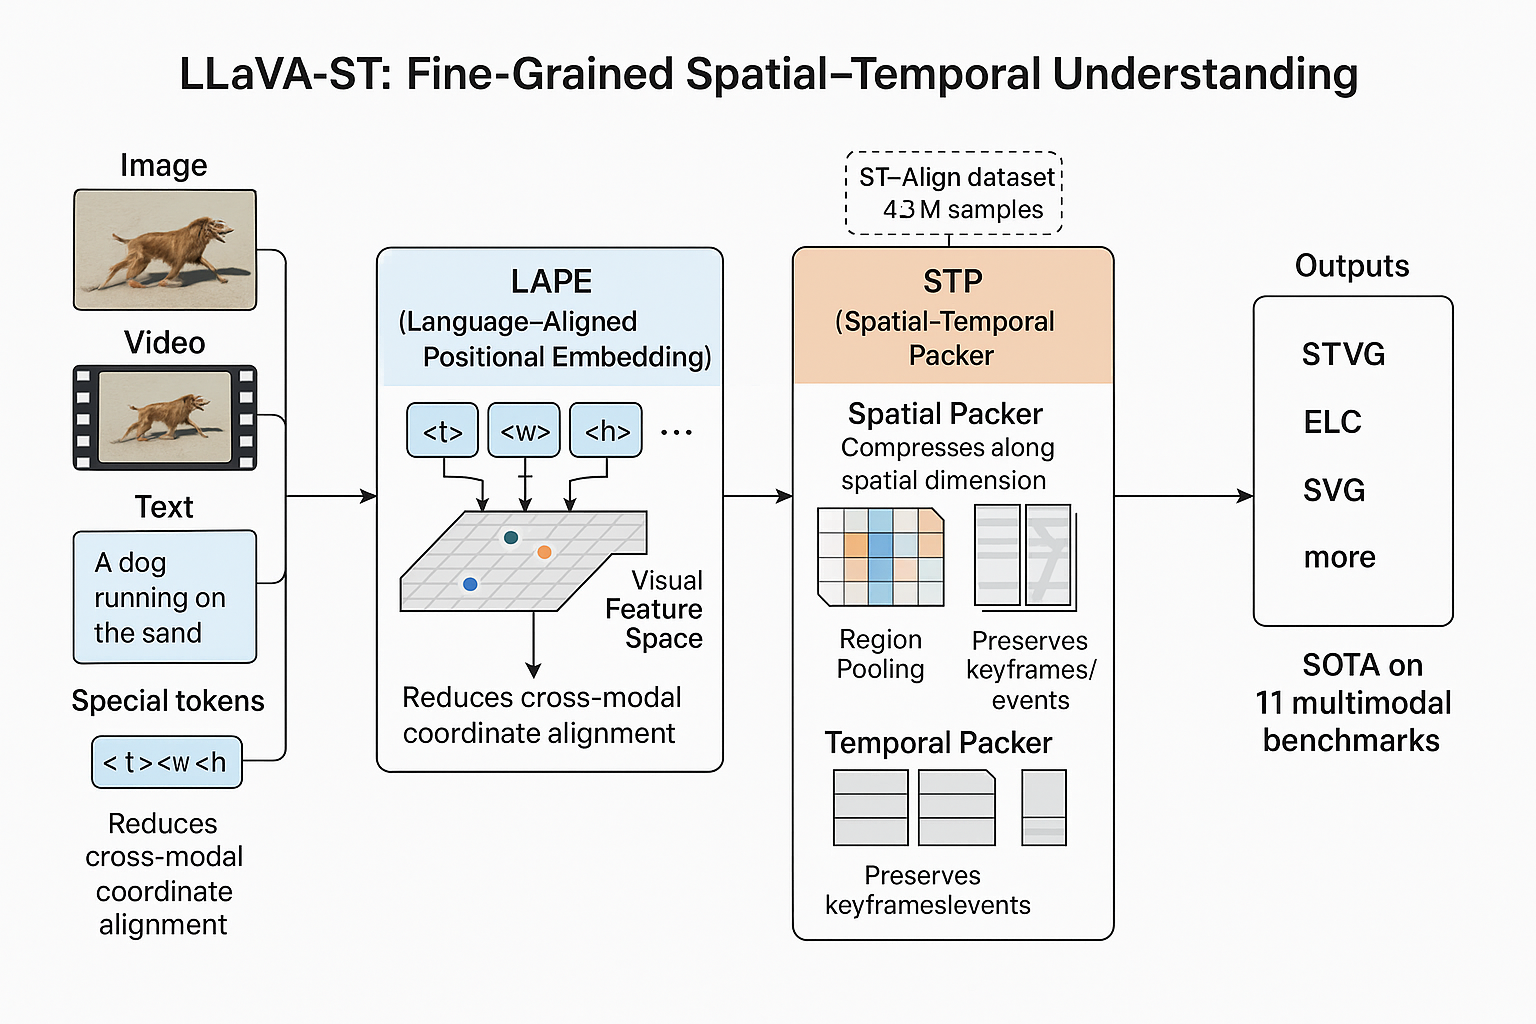 LLaVA-ST: Fine-Grained Spatial–Temporal Understanding
Image
Video
Text
A dog
running on
the sand
Special tokens
<t><w<h
Reduces
cross-modal
coordinate
alignment
LAPE
(Language–Aligned
Positional Embedding)
<t> <w> <h> ...
Visual
Feature
Space
Reduces cross-modal
coordinate alignment
ST–Align dataset
4.3 M samples
STP
(Spatial-Temporal
Packer
Spatial Packer
Compresses along
spatial dimension
Region
Pooling
Preserves
keyframes/
events
Temporal Packer
Preserves
keyframeslevents
Outputs
STVG
ELC
SVG
more
SOTA on
11 multimodal
benchmarks